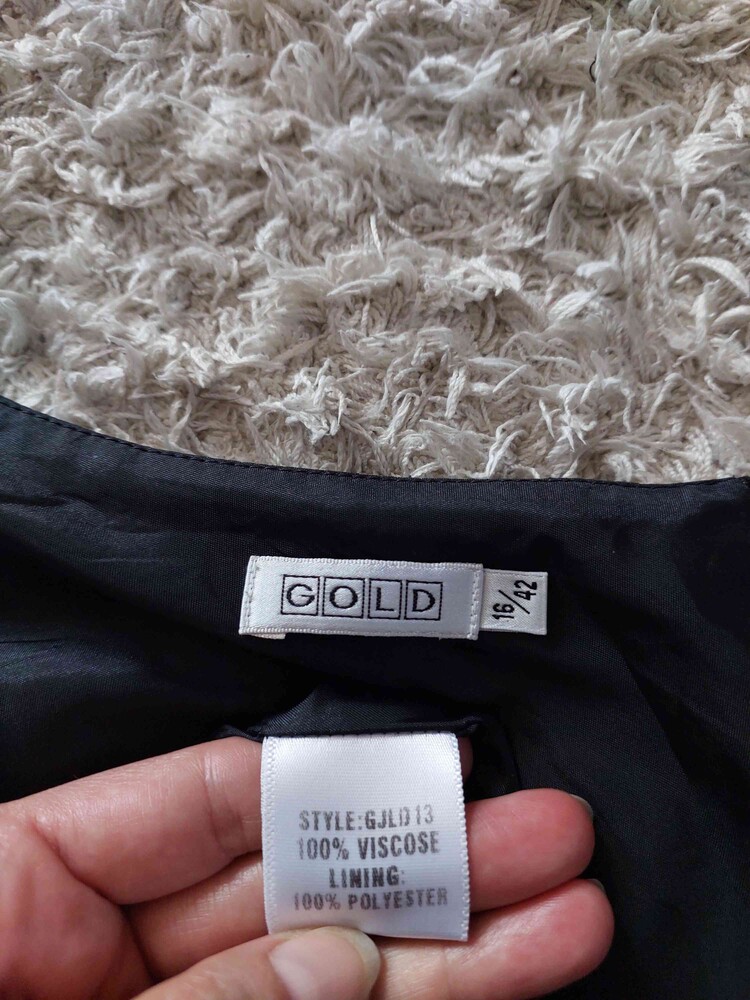 GOLD
16/42
STYLE:GJLD13
100% VISCOSE
LINING:
100% POLYESTER